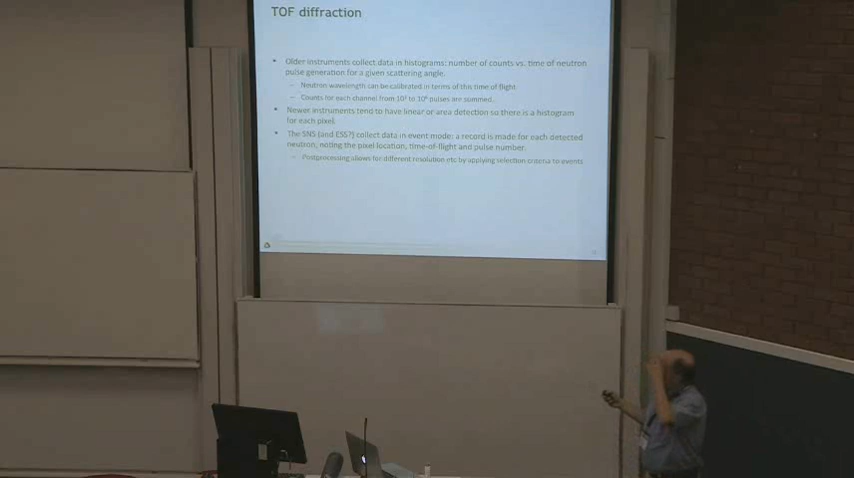 TOF diffraction
Older instruments collect data in histograms: number of counts vs. time of neutron
pulse generation for a given scattering angle.
Neutron wavelength can be calibrated in terms of this time of flight
Counts for each channel from to pulses are summed.
Newer instruments tend to have linear or area detection so there is a histogram
for each pixel.
The SNS (and ESS?) collect data in event mode: a record is made for each detected
neutron, noting the pixel location, time-of-flight and pulse number.
Postprocessing allows for different resolution etc by applying selection criteria to events